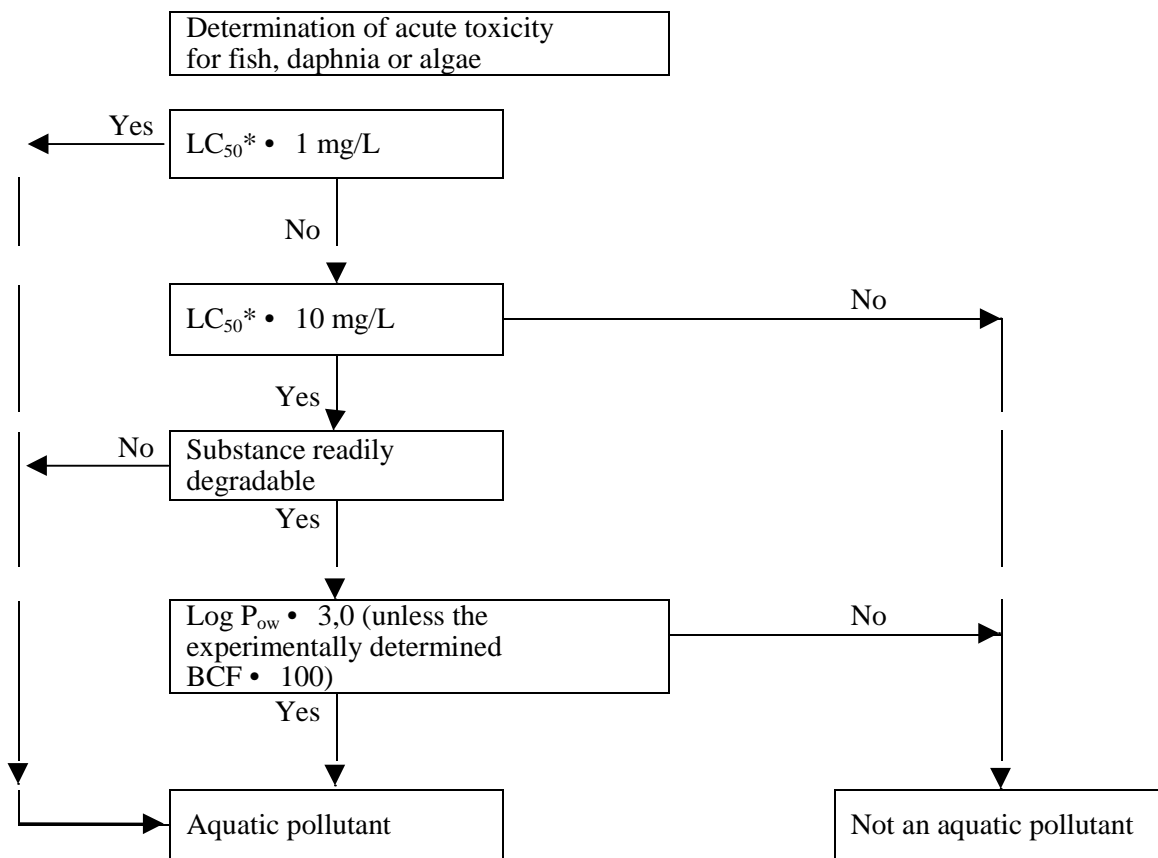 Determination of acute toxicity
for fish, daphnia or algae
Yes
LC₅₀* • 1 mg/L
No
LC₅₀* • 10 mg/L
No
Yes
No
Substance readily
degradable
Yes
Log Pₒw • 3,0 (unless the
experimentally determined
BCF • 100)
No
Yes
Aquatic pollutant
Not an aquatic pollutant